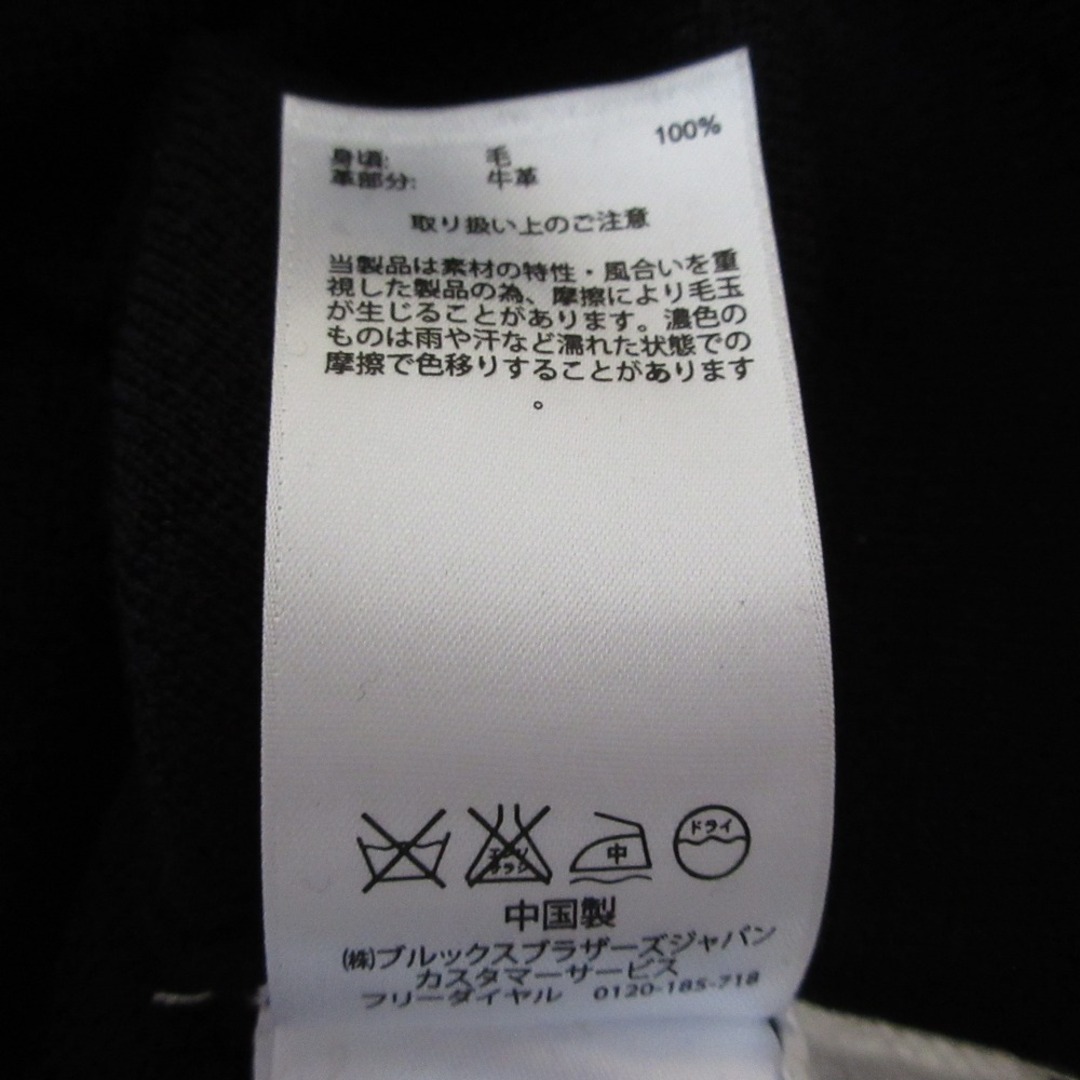 身頃: 毛 100%
革部分: 牛革
取り扱い上のご注意
当製品は素材の特性・風合いを重
視した製品の為、摩擦により毛玉
が生じることがあります。濃色の
ものは雨や汗など濡れた状態での
摩擦で色移りすることがあります
。
エンソ サラシ 中 ドライ
中国製
(株)ブルックスブラザーズジャパン
カスタマーサービス
フリーダイヤル 0120-185-718